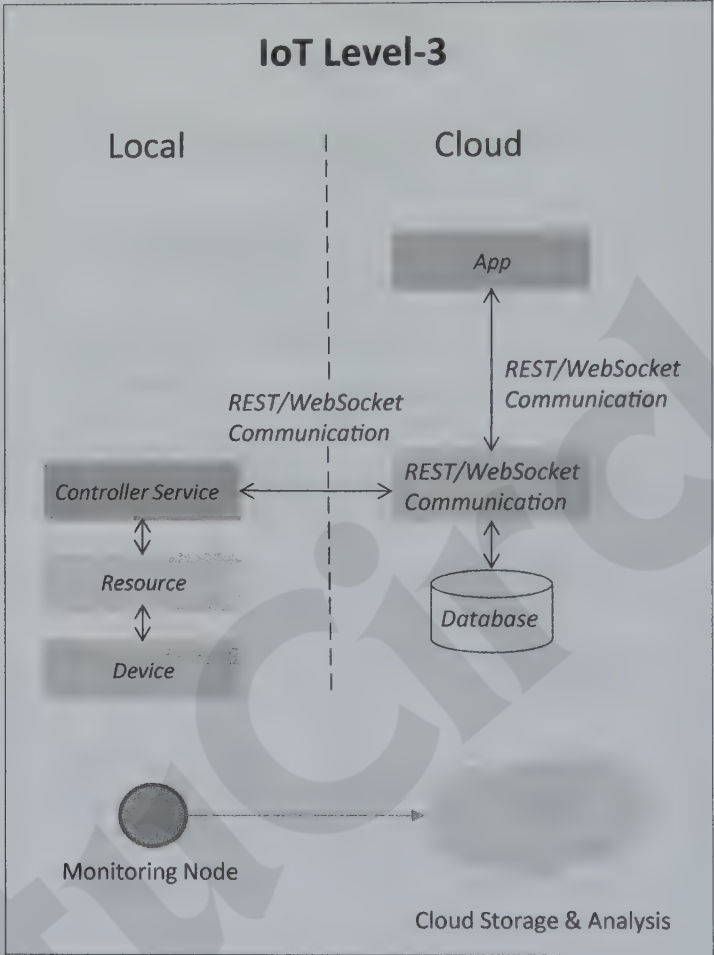 IoT Level-3
Local
Cloud
App
REST/WebSocket
Communication
REST/WebSocket
Communication
Controller Service
REST/WebSocket
Communication
Resource
Device
Database
Monitoring Node
Cloud Storage & Analysis